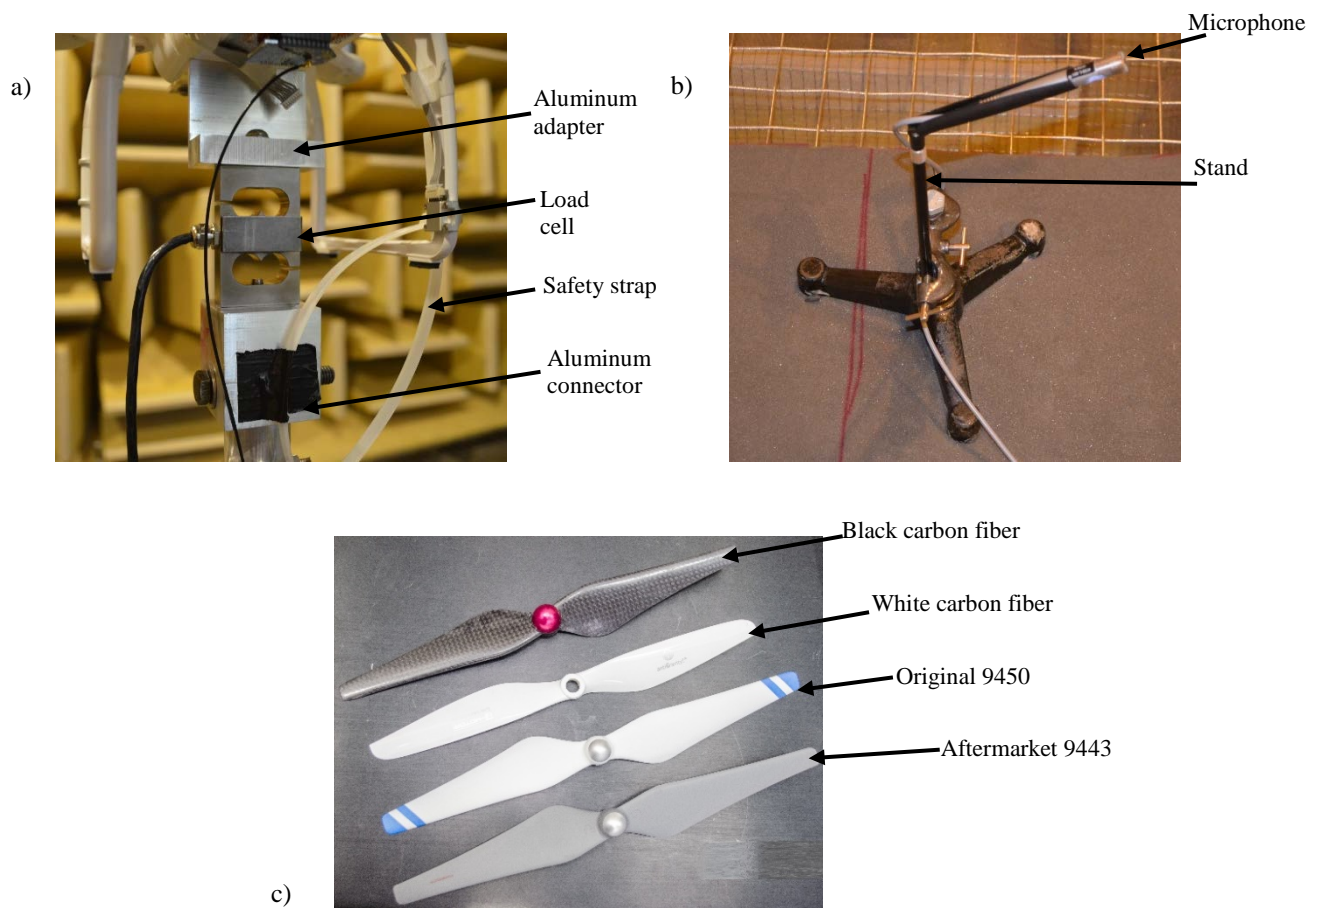 a)
Aluminum
adapter
Load
cell
Safety strap
Aluminum
connector
b)
Microphone
Stand
c)
Black carbon fiber
White carbon fiber
Original 9450
Aftermarket 9443